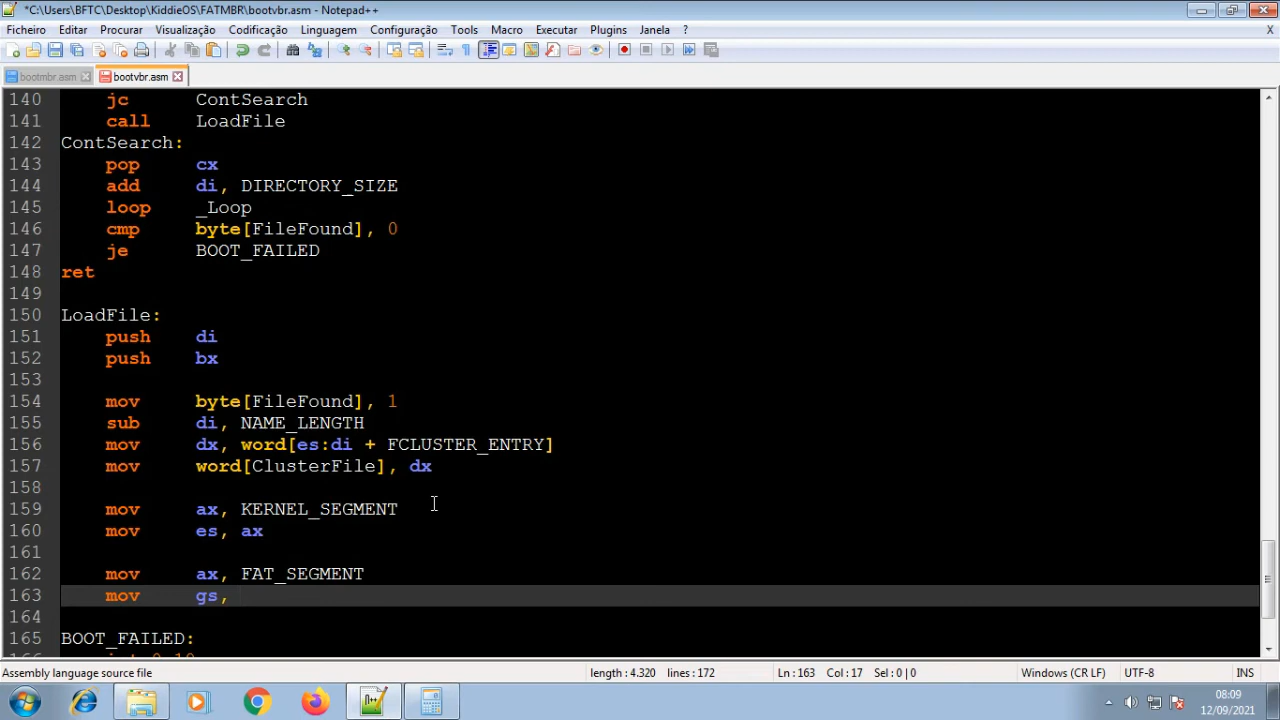 *C:\Users\BFTC\Desktop\KiddieOS\FATMBR\bootvbr.asm - Notepad++
Ficheiro Editar Procurar Visualização Codificação Linguagem Configuração Tools Macro Executar Plugins Janela ? X
bootmbr.asm bootvbr.asm
140 jc ContSearch
141 call LoadFile
142 ContSearch:
143 pop cx
144 add di, DIRECTORY_SIZE
145 loop _Loop
146 cmp byte[FileFound], 0
147 je BOOT_FAILED
148 ret
149
150 LoadFile:
151 push di
152 push bx
153
154 mov byte[FileFound], 1
155 sub di, NAME_LENGTH
156 mov dx, word[es:di + FCLUSTER_ENTRY]
157 mov word[ClusterFile], dx
158
159 mov ax, KERNEL_SEGMENT
160 mov es, ax
161
162 mov ax, FAT_SEGMENT
163 mov gs,
164
165 BOOT_FAILED:
Assembly language source file length : 4.320 lines : 172 Ln : 163 Col : 17 Sel : 0 | 0 Windows (CR LF) UTF-8 INS
08:09
12/09/2021